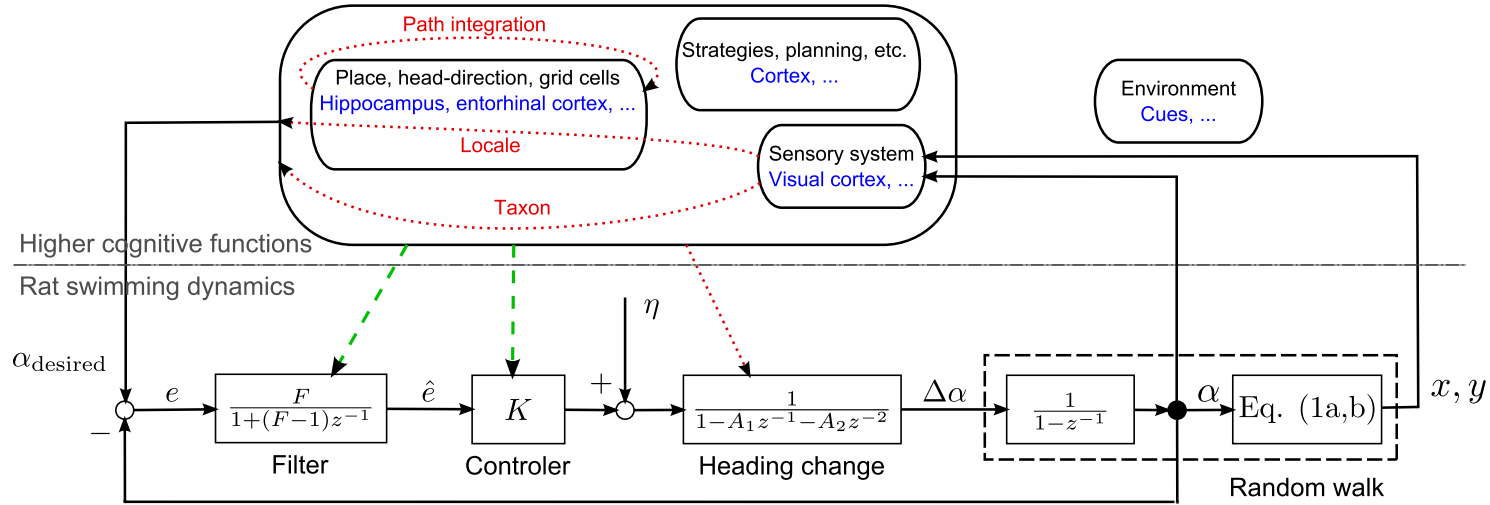 Path integration
Place, head-direction, grid cells
Hippocampus, entorhinal cortex, ...
Strategies, planning, etc.
Cortex, ...
Environment
Cues, ...
Locale
Sensory system
Visual cortex, ...
Taxon
Higher cognitive functions
Rat swimming dynamics
η
α_desired
e
F
1+(F−1)z⁻¹
ê
K
+
1
1−A₁z⁻¹−A₂z⁻²
Δα
1
1−z⁻¹
α
Eq. (1a,b)
x, y
−
Filter
Controler
Heading change
Random walk